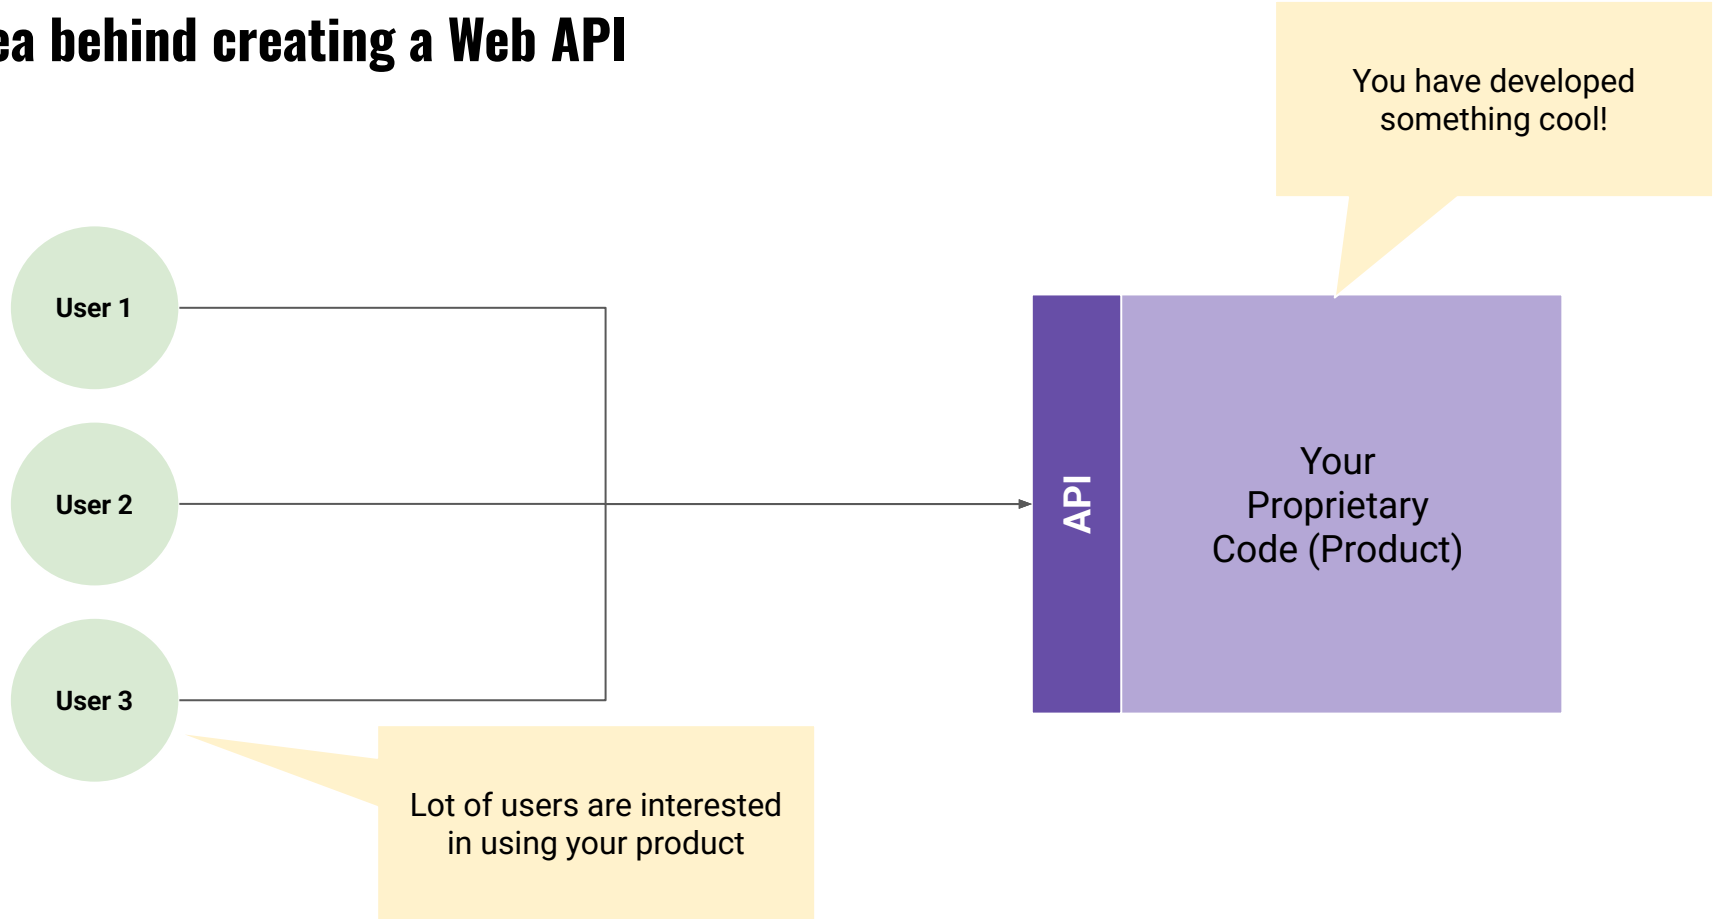 behind creating a Web API
You have developed
something cool!
User 1
User 2
User 3
API
Your
Proprietary
Code (Product)
Lot of users are interested
in using your product